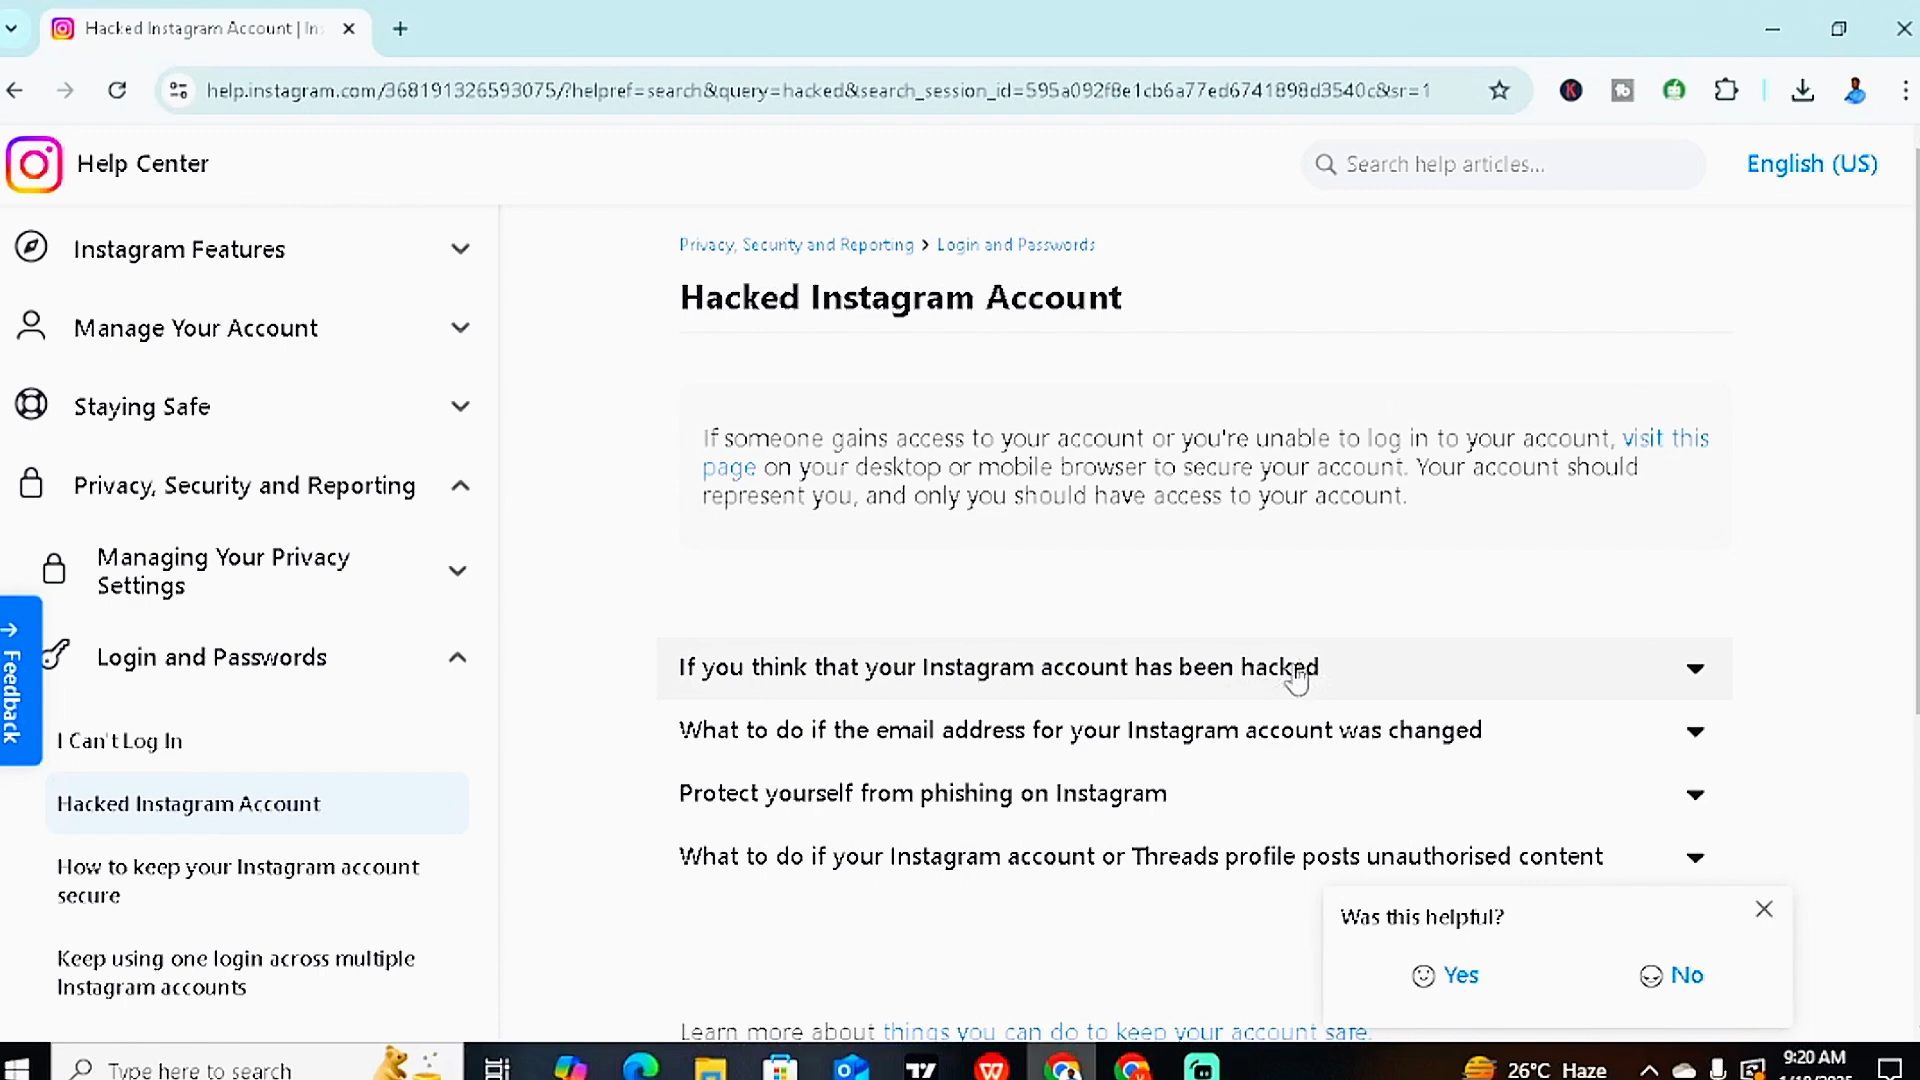 Hacked Instagram Account | Ins
help.instagram.com/368191326593075/?helpref=search&query=hacked&search_session_id=595a092f8e1cb6a77ed6741898d3540c&sr=1
Help Center
Search help articles...
English (US)
Instagram Features
Manage Your Account
Staying Safe
Privacy, Security and Reporting
Managing Your Privacy
Settings
Login and Passwords
I Can't Log In
Hacked Instagram Account
How to keep your Instagram account
secure
Keep using one login across multiple
Instagram accounts
Feedback
Privacy, Security and Reporting > Login and Passwords
Hacked Instagram Account
If someone gains access to your account or you're unable to log in to your account, visit this
page on your desktop or mobile browser to secure your account. Your account should
represent you, and only you should have access to your account.
If you think that your Instagram account has been hacked
What to do if the email address for your Instagram account was changed
Protect yourself from phishing on Instagram
What to do if your Instagram account or Threads profile posts unauthorised content
Was this helpful?
Yes
No
Learn more about things you can do to keep your account safe.
Type here to search
26°C Haze
9:20 AM